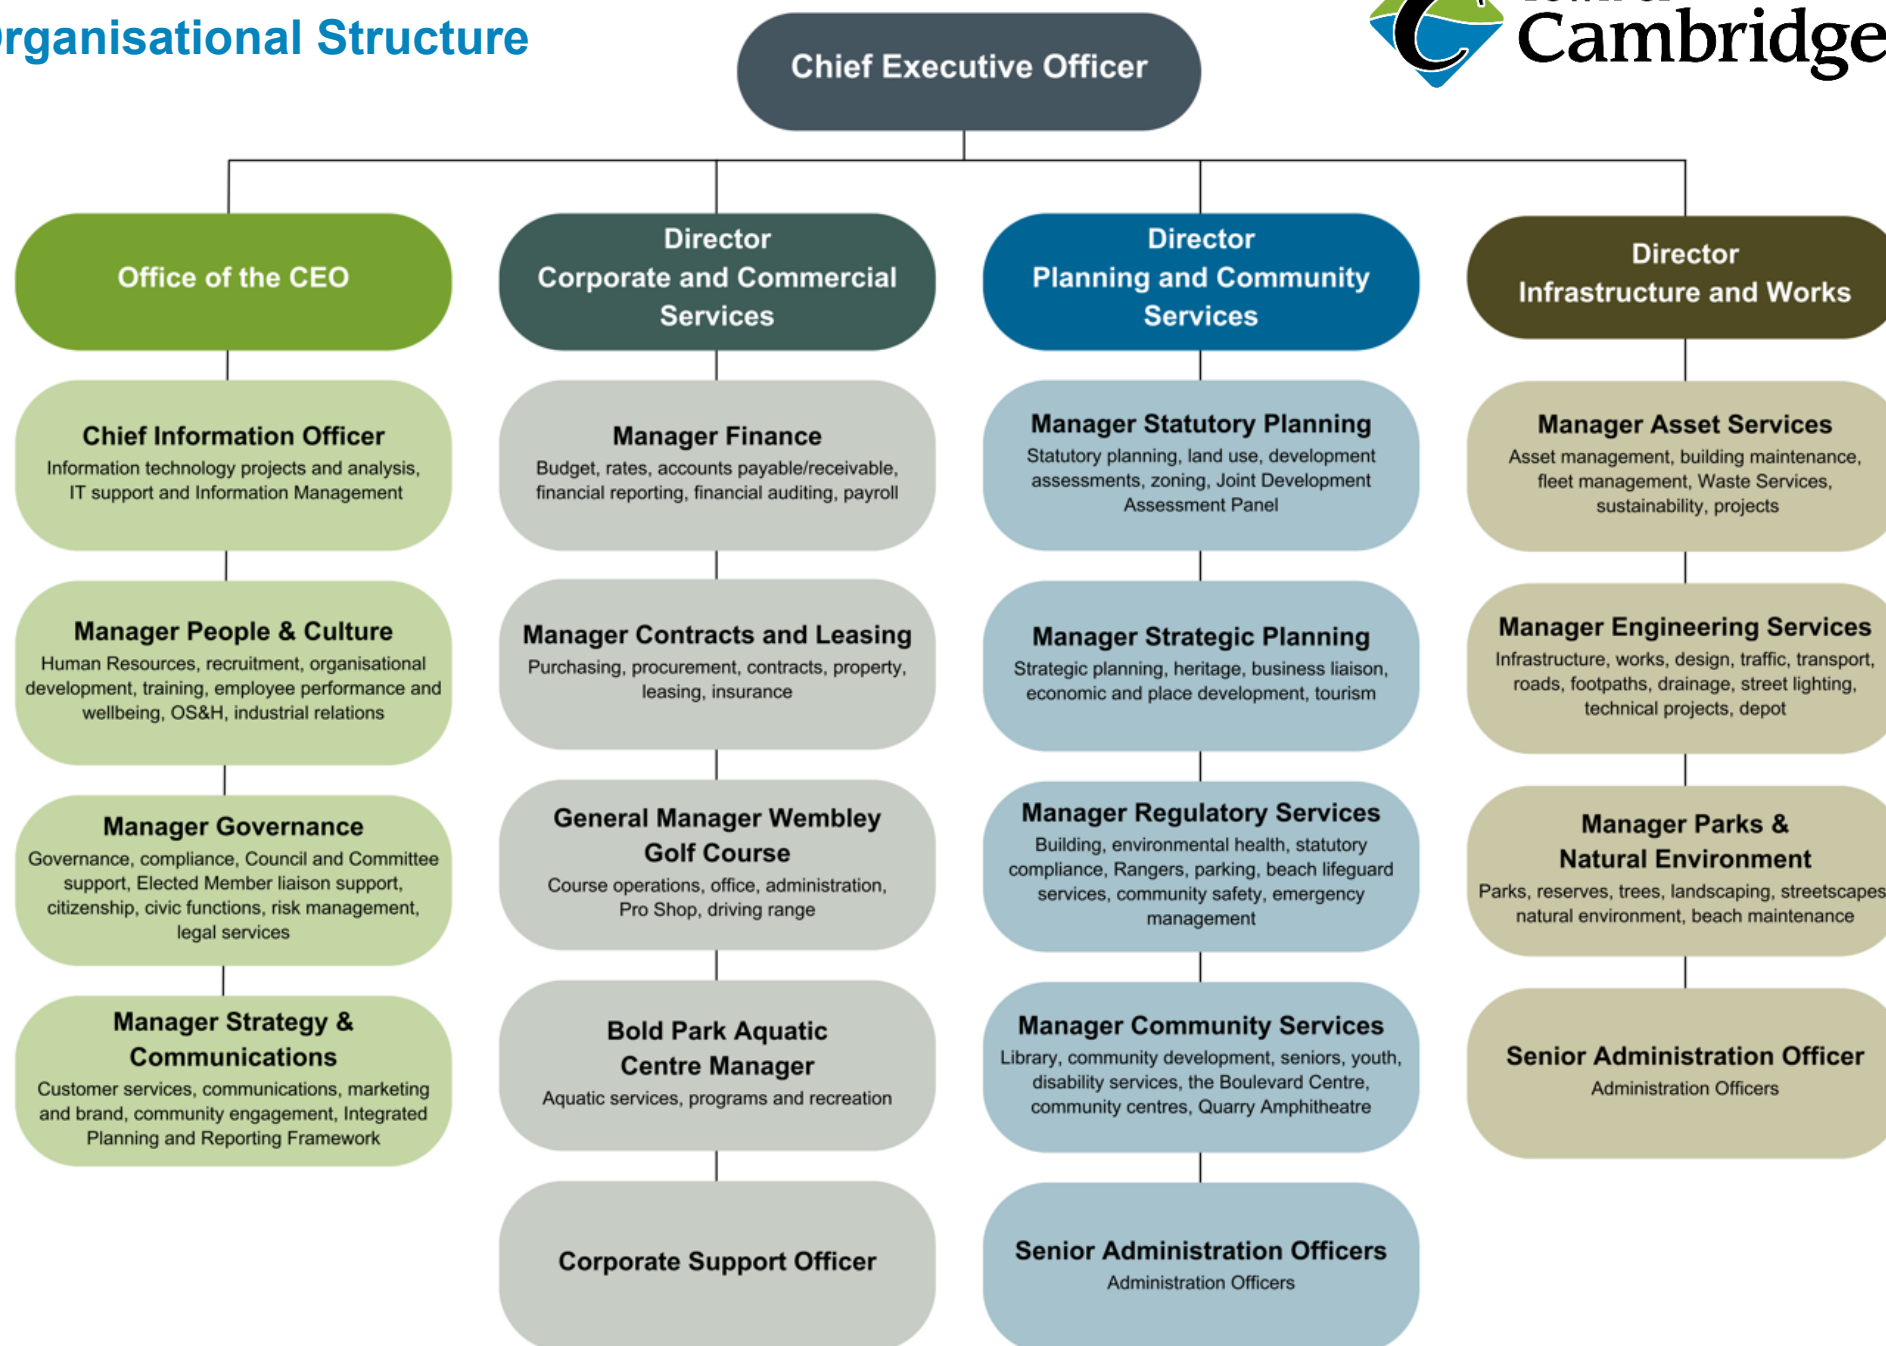 rganisational Structure
Cambridge
Chief Executive Officer
Office of the CEO
Chief Information Officer
Information technology projects and analysis,
IT support and Information Management
Manager People & Culture
Human Resources, recruitment, organisational
development, training, employee performance and
wellbeing, OS&H, industrial relations
Manager Governance
Governance, compliance, Council and Committee
support, Elected Member liaison support,
citizenship, civic functions, risk management,
legal services
Manager Strategy &
Communications
Customer services, communications, marketing
and brand, community engagement, Integrated
Planning and Reporting Framework
Director
Corporate and Commercial
Services
Manager Finance
Budget, rates, accounts payable/receivable,
financial reporting, financial auditing, payroll
Manager Contracts and Leasing
Purchasing, procurement, contracts, property,
leasing, insurance
General Manager Wembley
Golf Course
Course operations, office, administration,
Pro Shop, driving range
Bold Park Aquatic
Centre Manager
Aquatic services, programs and recreation
Corporate Support Officer
Director
Planning and Community
Services
Manager Statutory Planning
Statutory planning, land use, development
assessments, zoning, Joint Development
Assessment Panel
Manager Strategic Planning
Strategic planning, heritage, business liaison,
economic and place development, tourism
Manager Regulatory Services
Building, environmental health, statutory
compliance, Rangers, parking, beach lifeguard
services, community safety, emergency
management
Manager Community Services
Library, community development, seniors, youth,
disability services, the Boulevard Centre,
community centres, Quarry Amphitheatre
Senior Administration Officers
Administration Officers
Director
Infrastructure and Works
Manager Asset Services
Asset management, building maintenance,
fleet management, Waste Services,
sustainability, projects
Manager Engineering Services
Infrastructure, works, design, traffic, transport,
roads, footpaths, drainage, street lighting,
technical projects, depot
Manager Parks &
Natural Environment
Parks, reserves, trees, landscaping, streetscapes
natural environment, beach maintenance
Senior Administration Officer
Administration Officers